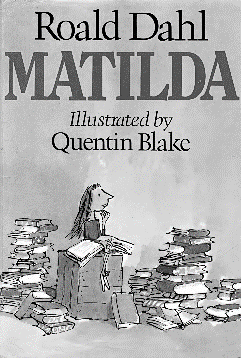 Roald Dahl
MATILDA
Illustrated by
Quentin Blake